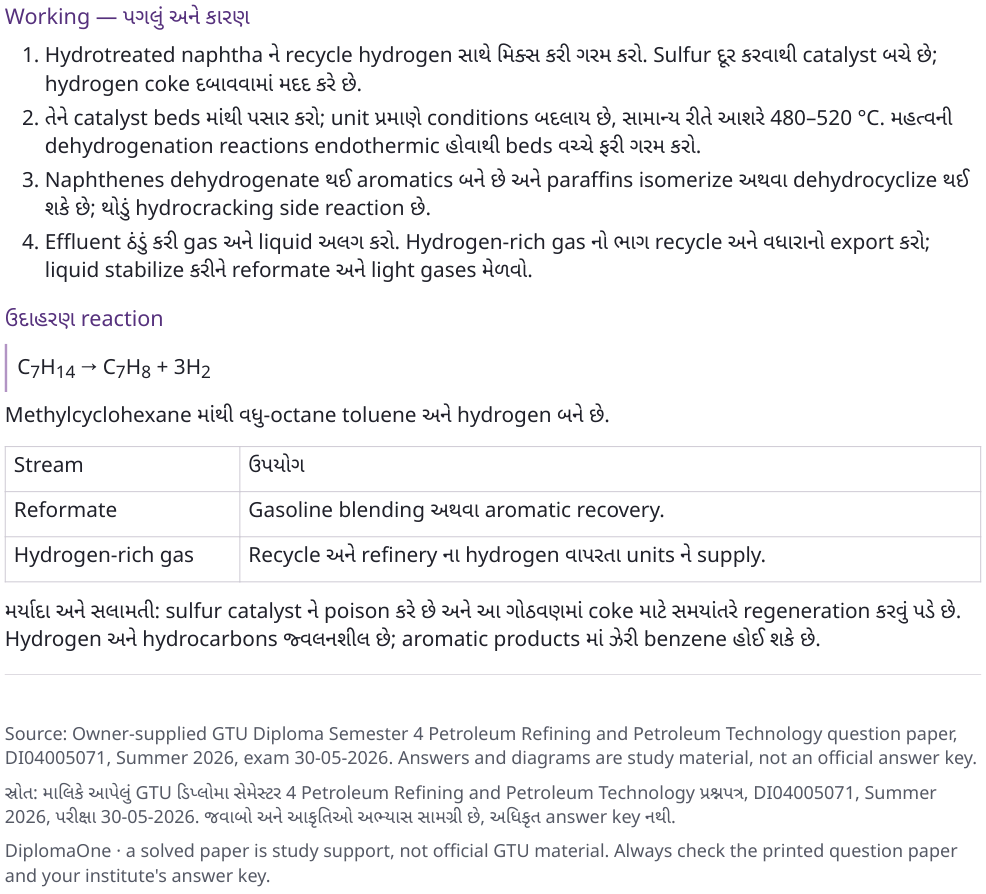 Working — પગલું અને કારણ
1. Hydrotreated naphtha ને recycle hydrogen સાથે મિક્સ કરી ગરમ કરો. Sulfur દૂર કરવાથી catalyst બચે છે;
hydrogen coke દબાવવામાં મદદ કરે છે.
2. તેને catalyst beds માંથી પસાર કરો; unit પ્રમાણે conditions બદલાય છે, સામાન્ય રીતે આશરે 480–520 °C. મહત્વની
dehydrogenation reactions endothermic હોવાથી beds વચ્ચે ફરી ગરમ કરો.
3. Naphthenes dehydrogenate થઈ aromatics બને છે અને paraffins isomerize અથવા dehydrocyclize થઈ
શકે છે; થોડું hydrocracking side reaction છે.
4. Effluent ઠંડું કરી gas અને liquid અલગ કરો. Hydrogen-rich gas નો ભાગ recycle અને વધારાનો export કરો;
liquid stabilize કરીને reformate અને light gases મેળવો.
ઉદાહરણ reaction
C₇H₁₄ → C₇H₈ + 3H₂
Methylcyclohexane માંથી વધુ-octane toluene અને hydrogen બને છે.
Stream ઉપયોગ
Reformate Gasoline blending અથવા aromatic recovery.
Hydrogen-rich gas Recycle અને refinery ના hydrogen વાપરતા units ને supply.
મર્યાદા અને સલામતી: sulfur catalyst ને poison કરે છે અને આ ગોઠવણમાં coke માટે સમયાંતરે regeneration કરવું પડે છે.
Hydrogen અને hydrocarbons જ્વલનશીલ છે; aromatic products માં ઝેરી benzene હોઈ શકે છે.
Source: Owner-supplied GTU Diploma Semester 4 Petroleum Refining and Petroleum Technology question paper,
DI04005071, Summer 2026, exam 30-05-2026. Answers and diagrams are study material, not an official answer key.
સ્રોત: માલિકે આપેલું GTU ડિપ્લોમા સેમેસ્ટર 4 Petroleum Refining and Petroleum Technology પ્રશ્નપત્ર, DI04005071, Summer
2026, પરીક્ષા 30-05-2026. જવાબો અને આકૃતિઓ અભ્યાસ સામગ્રી છે, અધિકૃત answer key નથી.
DiplomaOne · a solved paper is study support, not official GTU material. Always check the printed question paper
and your institute's answer key.